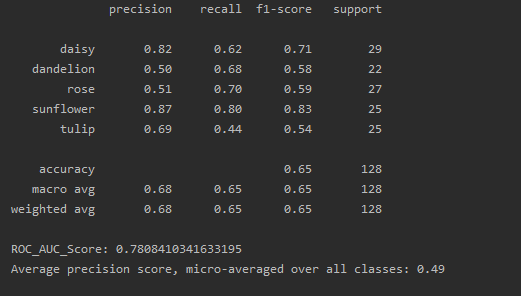 precision recall f1-score support
daisy 0.82 0.62 0.71 29
dandelion 0.50 0.68 0.58 22
rose 0.51 0.70 0.59 27
sunflower 0.87 0.80 0.83 25
tulip 0.69 0.44 0.54 25
accuracy 0.65 128
macro avg 0.68 0.65 0.65 128
weighted avg 0.68 0.65 0.65 128
ROC_AUC_Score: 0.7808410341633195
Average precision score, micro-averaged over all classes: 0.49